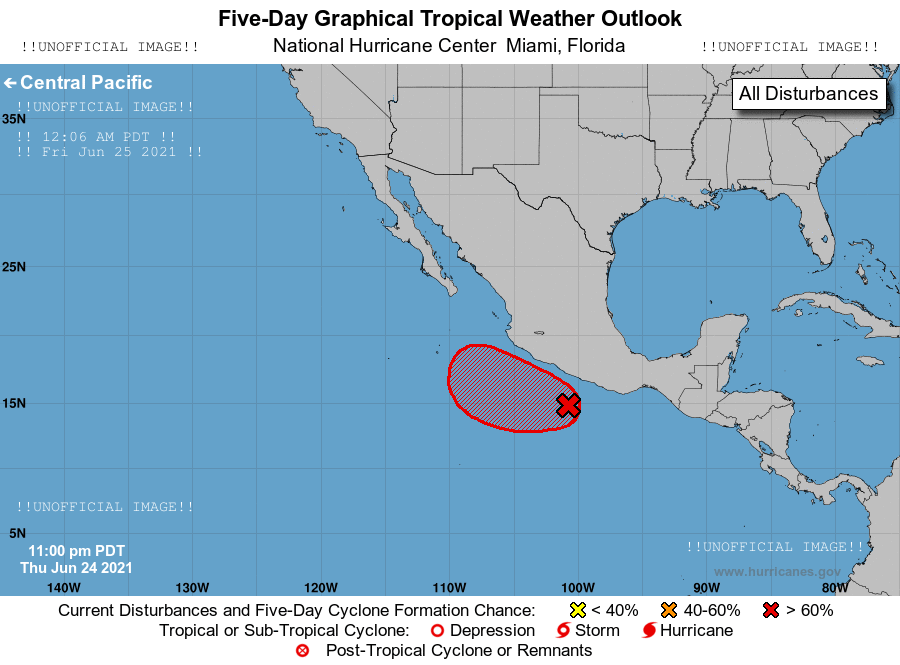 Five-Day Graphical Tropical Weather Outlook
!!UNOFFICIAL IMAGE!! National Hurricane Center  Miami, Florida !!UNOFFICIAL IMAGE!!
← Central Pacific
All Disturbances
!!UNOFFICIAL IMAGE!!
35N
!! 12:06 AM PDT !!
!! Fri Jun 25 2021 !!
25N
15N
!!UNOFFICIAL IMAGE!!
5N
11:00 pm PDT
Thu Jun 24 2021
!!UNOFFICIAL IMAGE!!
www.hurricanes.gov
140W 130W 120W 110W 100W 90W 80W
Current Disturbances and Five-Day Cyclone Formation Chance: < 40% 40-60% > 60%
Tropical or Sub-Tropical Cyclone: Depression Storm Hurricane
Post-Tropical Cyclone or Remnants